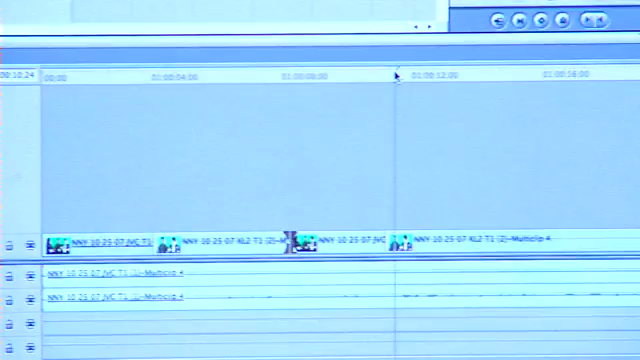 00:10;24 00:00 01:00:04:00 01:00:08:00 01:00:12:00 01:00:16:00
NNY 10 25 07 JVC T1 NNY 10 25 07 KL2 T1 (2)-M NNY 10 25 07 JVC NNY 10 25 07 KL2 T1 (2)-Multiclip 4
NNY 10 25 07 JVC T1 (1)-Multiclip 4
NNY 10 25 07 JVC T1 (1)-Multiclip 4